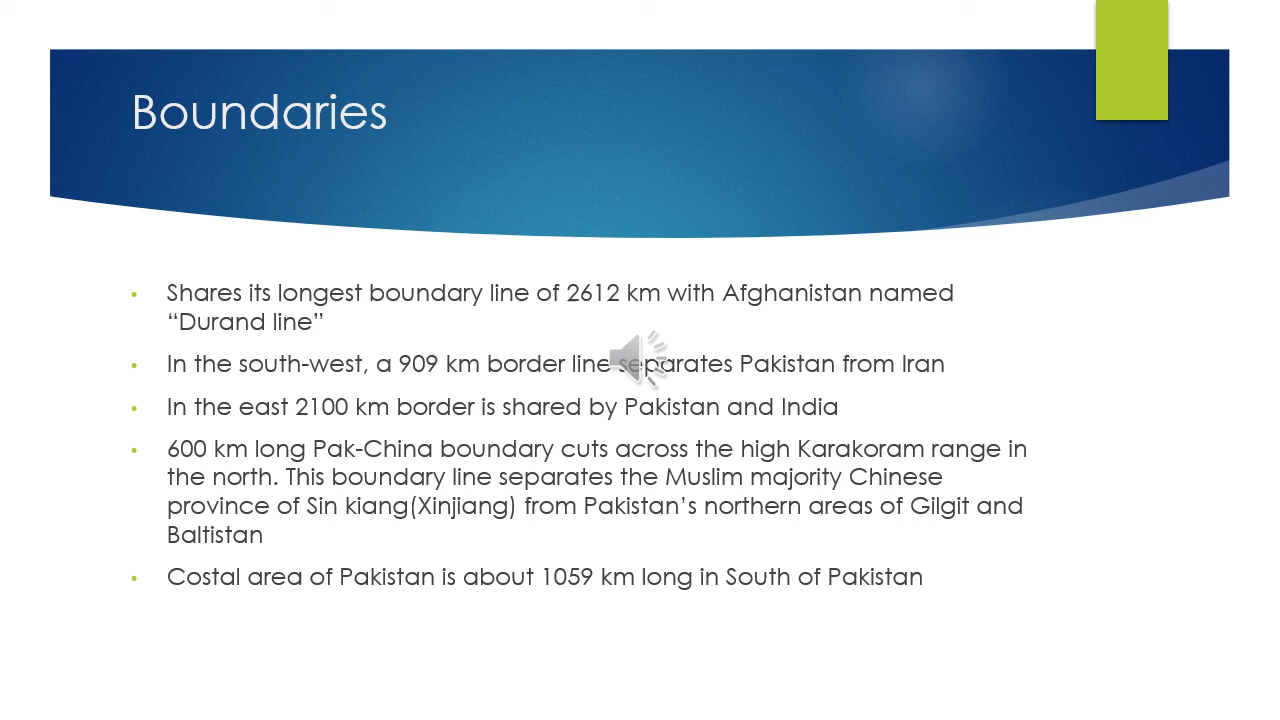 Boundaries
• Shares its longest boundary line of 2612 km with Afghanistan named
“Durand line”
• In the south-west, a 909 km border line separates Pakistan from Iran
• In the east 2100 km border is shared by Pakistan and India
• 600 km long Pak-China boundary cuts across the high Karakoram range in
the north. This boundary line separates the Muslim majority Chinese
province of Sin kiang(Xinjiang) from Pakistan’s northern areas of Gilgit and
Baltistan
• Costal area of Pakistan is about 1059 km long in South of Pakistan